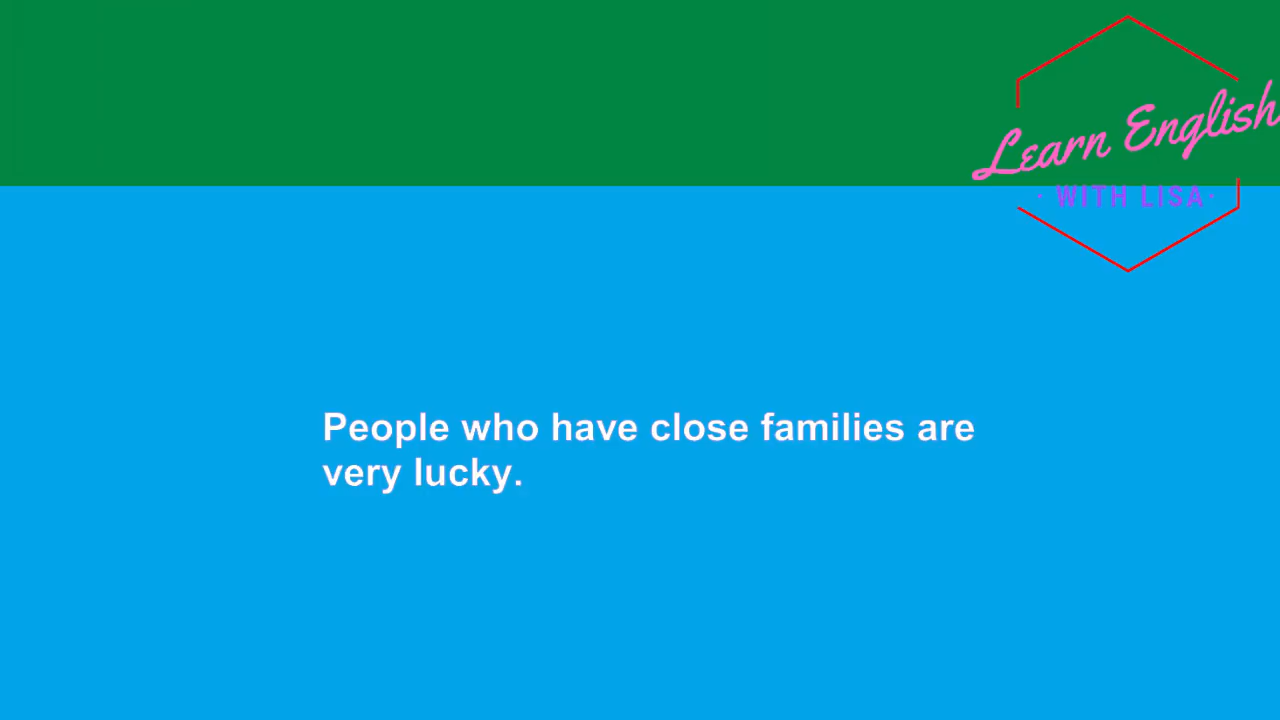 Learn English
· WITH LISA ·
People who have close families are
very lucky.